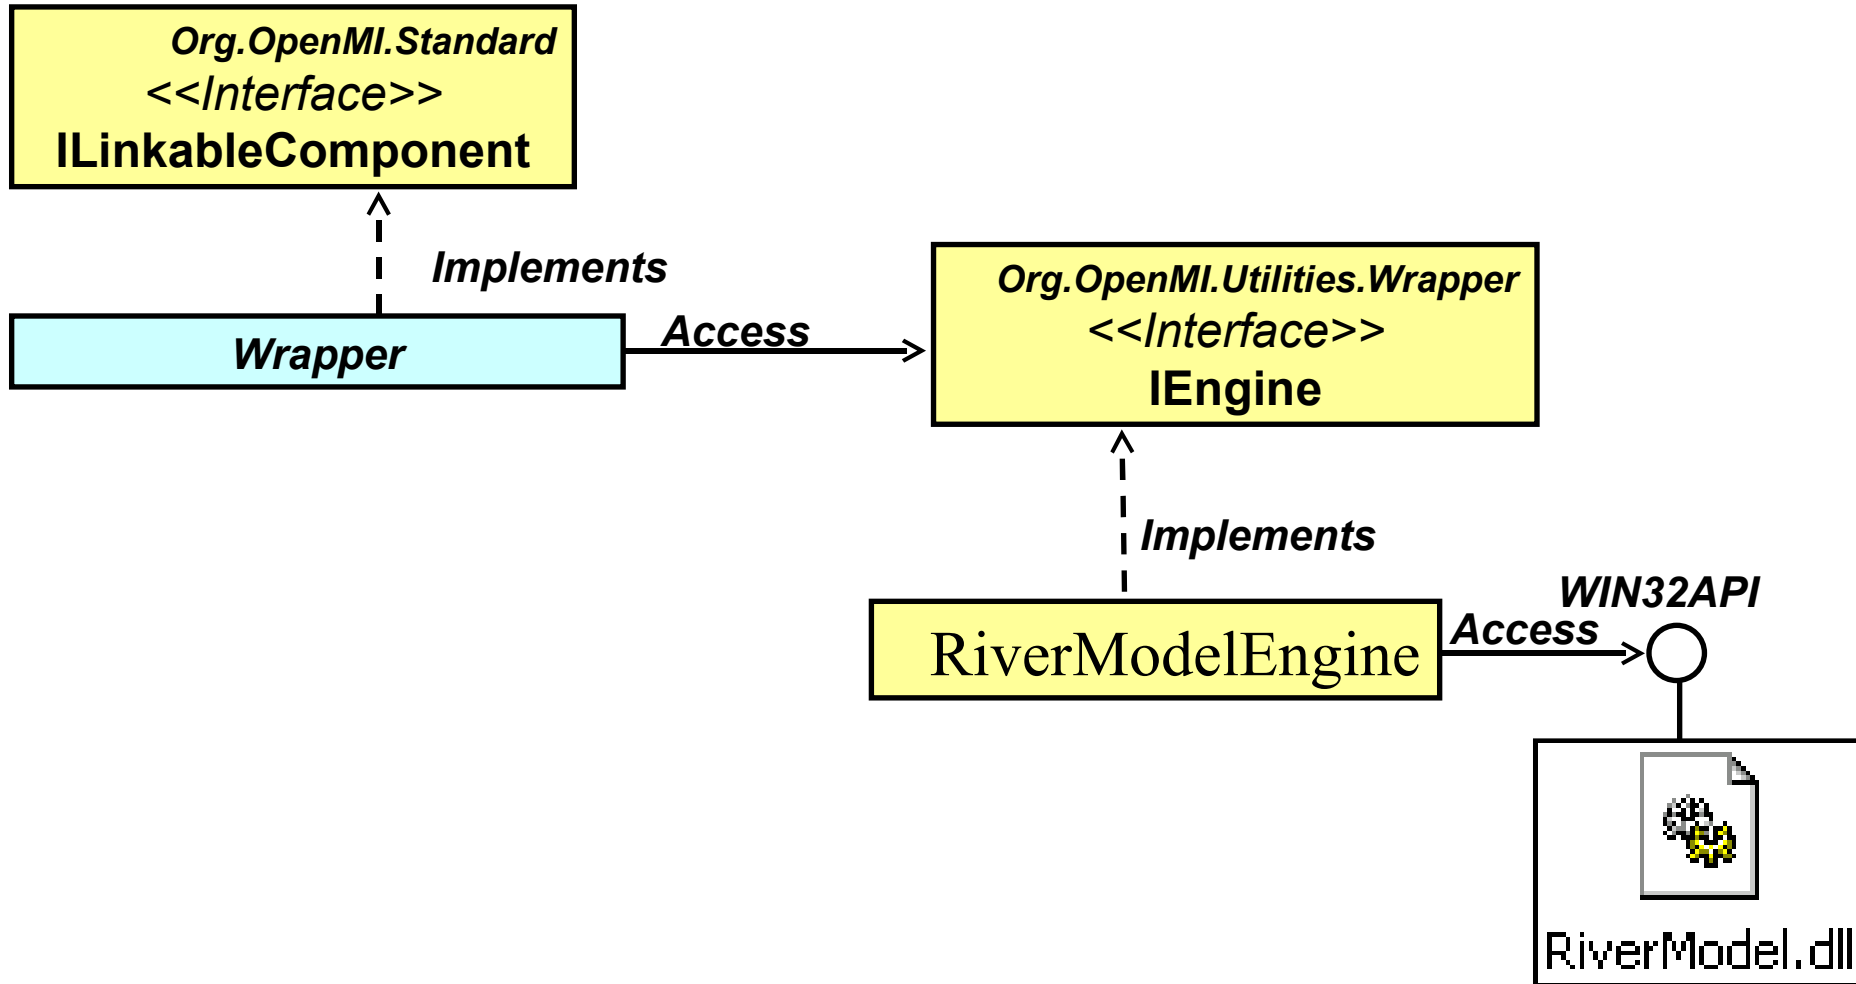 Org.OpenMI.Standard
<<Interface>>
ILinkableComponent
Implements
Wrapper
Access
Org.OpenMI.Utilities.Wrapper
<<Interface>>
IEngine
Implements
RiverModelEngine
Access
WIN32API
RiverModel.dll